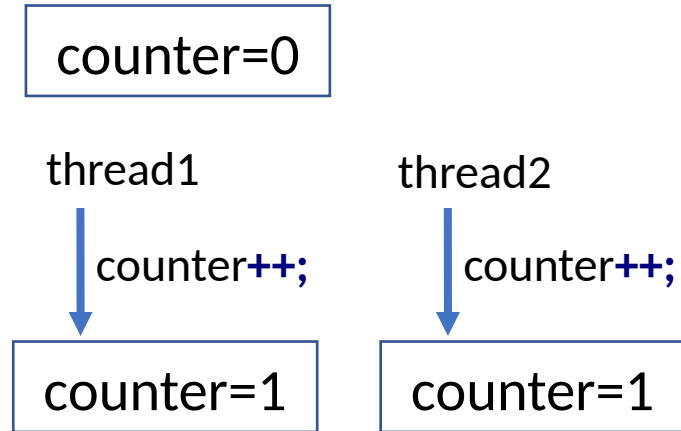 counter=0
thread1
thread2
counter++;
counter++;
counter=1
counter=1